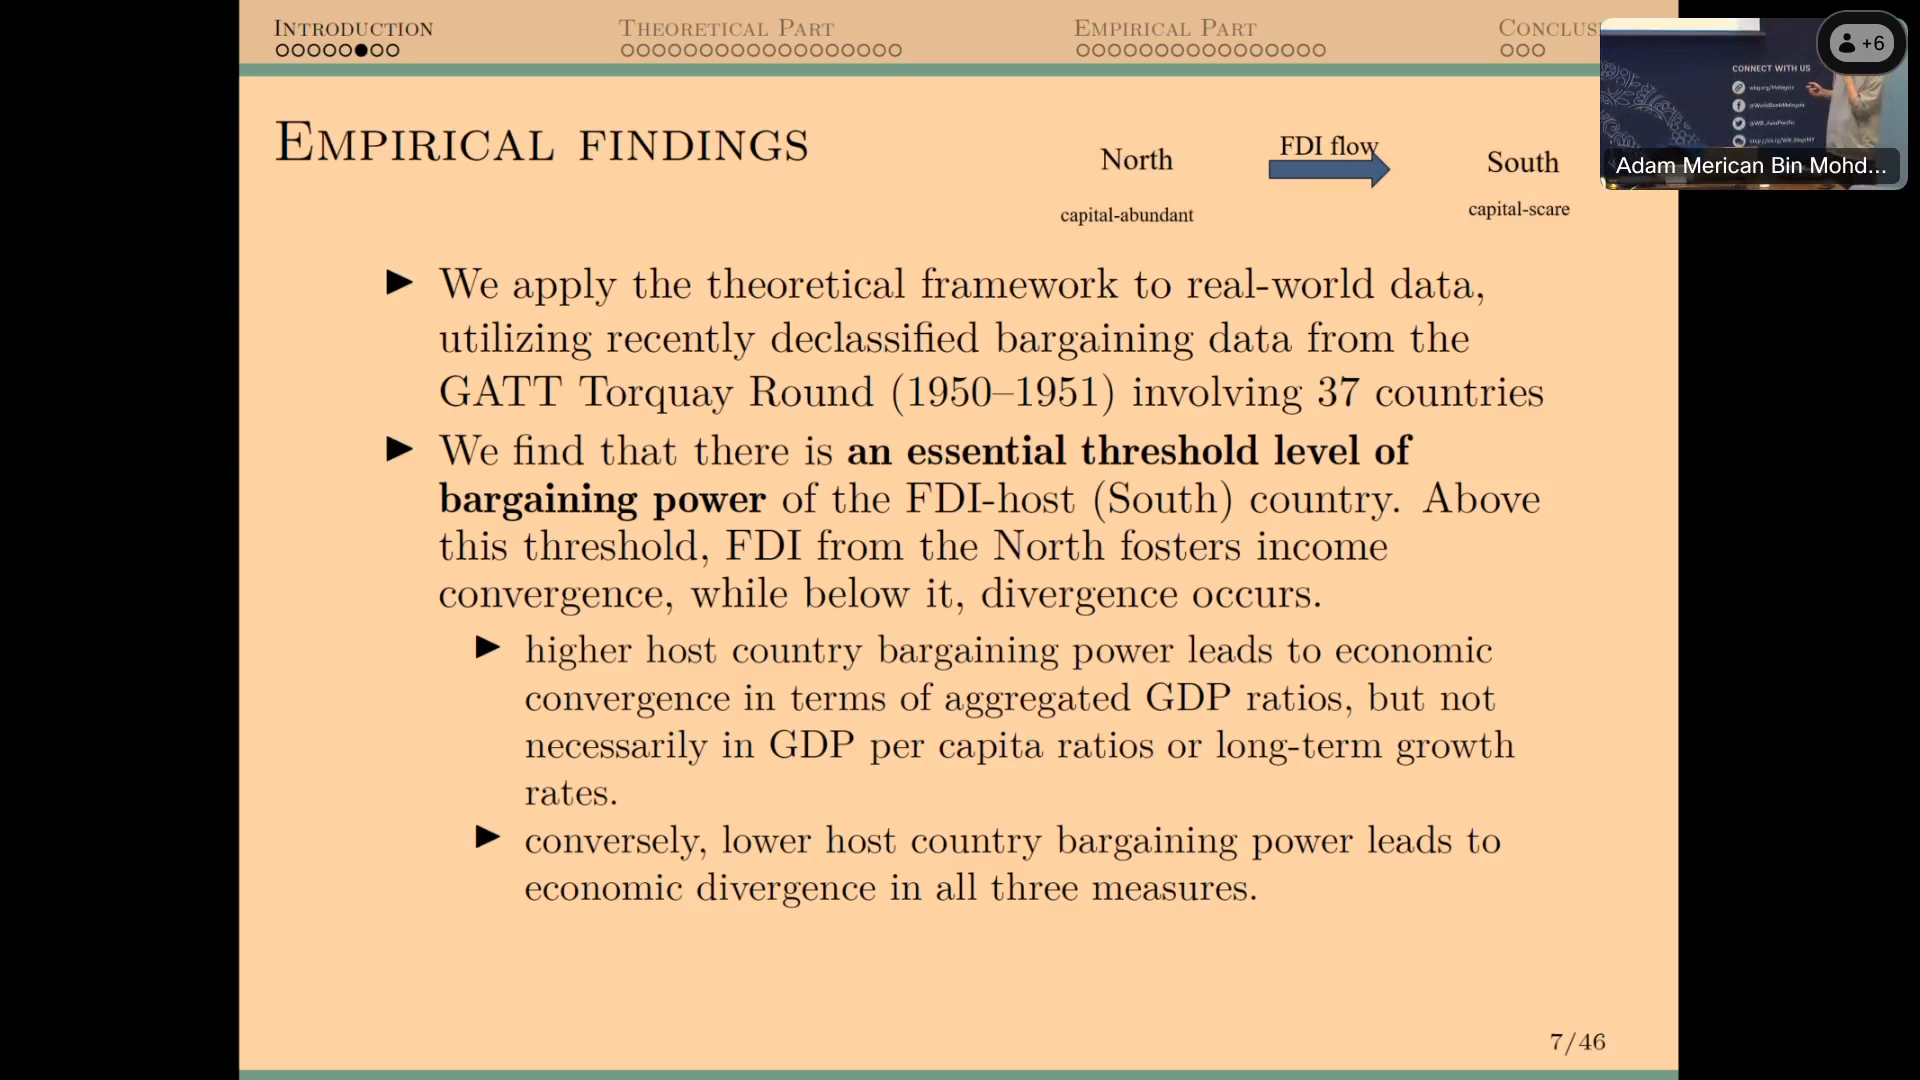 INTRODUCTION
THEORETICAL PART
EMPIRICAL PART
CONCLUS
+6
CONNECT WITH US
Adam Merican Bin Mohd...
EMPIRICAL FINDINGS
North
FDI flow
South
capital-abundant
capital-scare
▶ We apply the theoretical framework to real-world data,
utilizing recently declassified bargaining data from the
GATT Torquay Round (1950–1951) involving 37 countries
▶ We find that there is an essential threshold level of
bargaining power of the FDI-host (South) country. Above
this threshold, FDI from the North fosters income
convergence, while below it, divergence occurs.
▶ higher host country bargaining power leads to economic
convergence in terms of aggregated GDP ratios, but not
necessarily in GDP per capita ratios or long-term growth
rates.
▶ conversely, lower host country bargaining power leads to
economic divergence in all three measures.
7/46